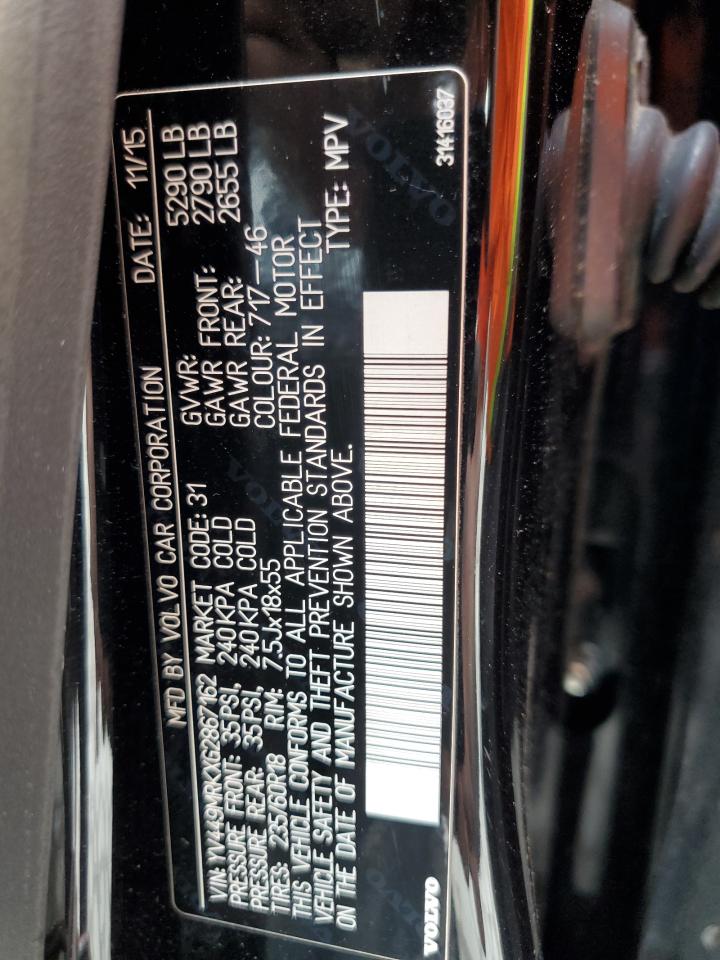 MFD BY VOLVO CAR CORPORATION DATE: 11/15
VIN: YV449MRKXG2867162 MARKET CODE: 31 GVWR: 5290 LB
PRESSURE FRONT: 35PSI, 240KPA COLD GAWR FRONT: 2790 LB
PRESSURE REAR: 35PSI, 240KPA COLD GAWR REAR: 2655 LB
TIRES: 235/60R18 RIM: 7.5Jx18x55 COLOUR: 717-46
THIS VEHICLE CONFORMS TO ALL APPLICABLE FEDERAL MOTOR
VEHICLE SAFETY AND THEFT PREVENTION STANDARDS IN EFFECT
ON THE DATE OF MANUFACTURE SHOWN ABOVE. TYPE: MPV
VOLVO 31416037
VOLVO
VOLVO
VOLVO